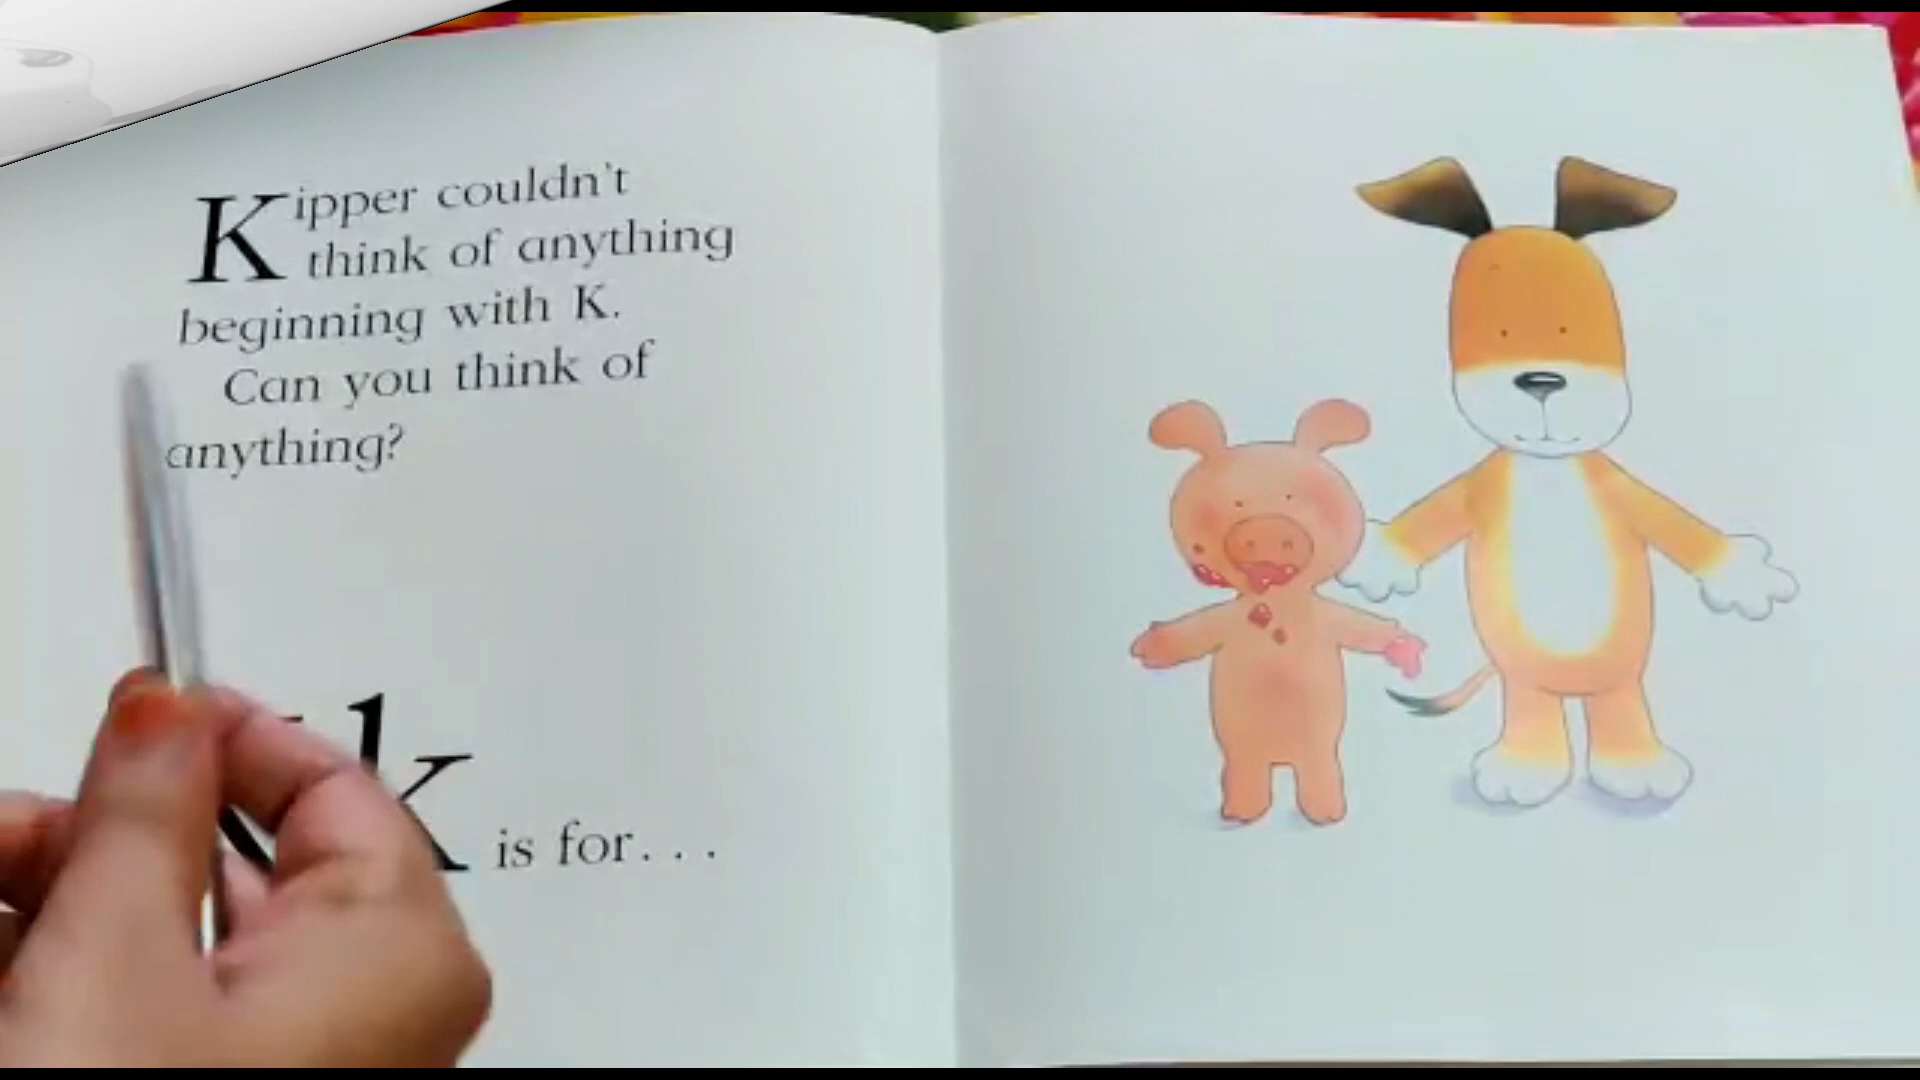 Kipper couldn't
think of anything
beginning with K.
Can you think of
anything?
k is for...